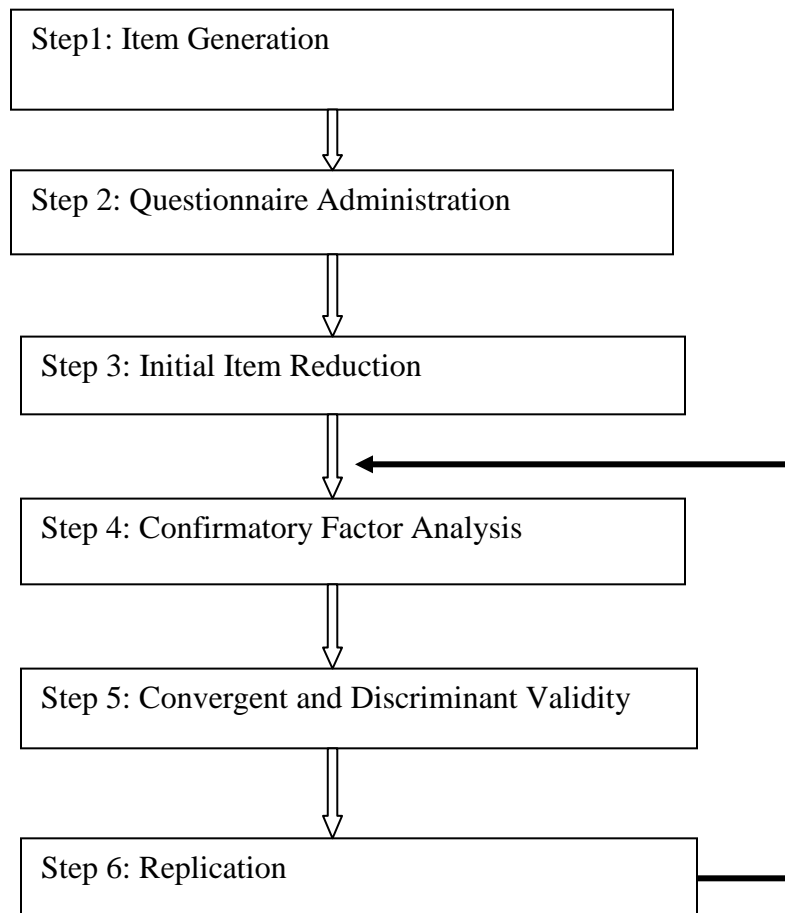 Step1: Item Generation
Step 2: Questionnaire Administration
Step 3: Initial Item Reduction
Step 4: Confirmatory Factor Analysis
Step 5: Convergent and Discriminant Validity
Step 6: Replication